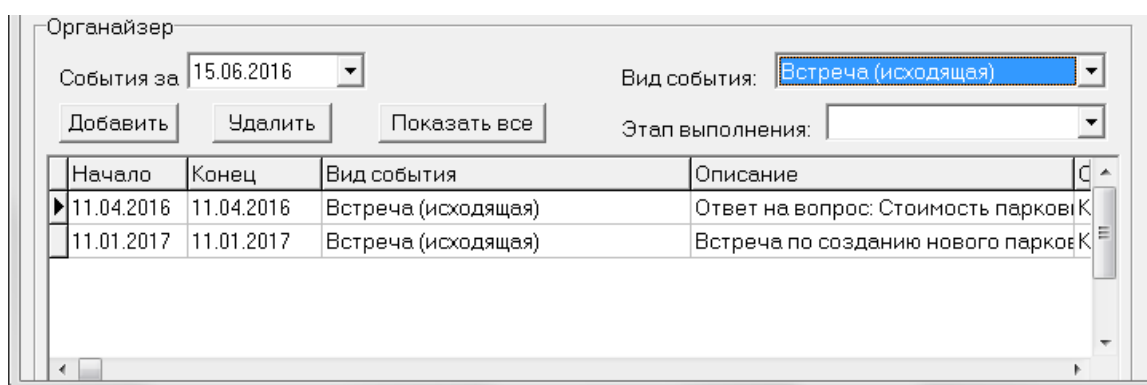 Органайзер
События за 15.06.2016 Вид события: Встреча (исходящая)
Добавить Удалить Показать все Этап выполнения:
Начало Конец Вид события Описание
11.04.2016 11.04.2016 Встреча (исходящая) Ответ на вопрос: Стоимость
11.01.2017 11.01.2017 Встреча (исходящая) Встреча по созданию нового